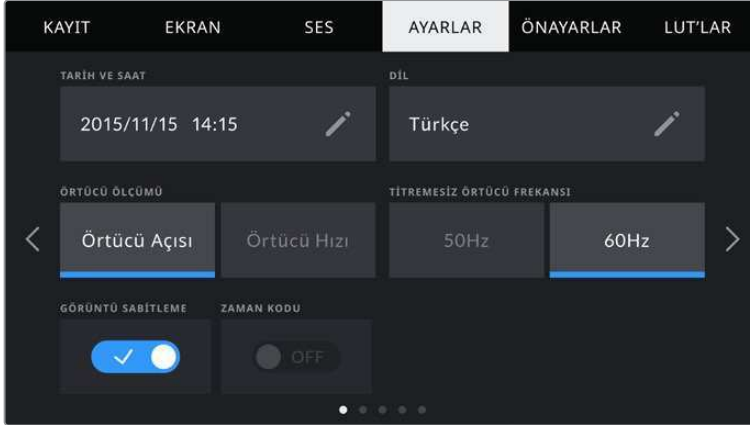 KAYIT EKRAN SES AYARLAR ÖNAYARLAR LUT'LAR
TARİH VE SAAT DİL
2015/11/15 14:15 Türkçe
ÖRTÜCÜ ÖLÇÜMÜ TİTREMESİZ ÖRTÜCÜ FREKANSI
Örtücü Açısı Örtücü Hızı 50Hz 60Hz
GÖRÜNTÜ SABİTLEME ZAMAN KODU
OFF